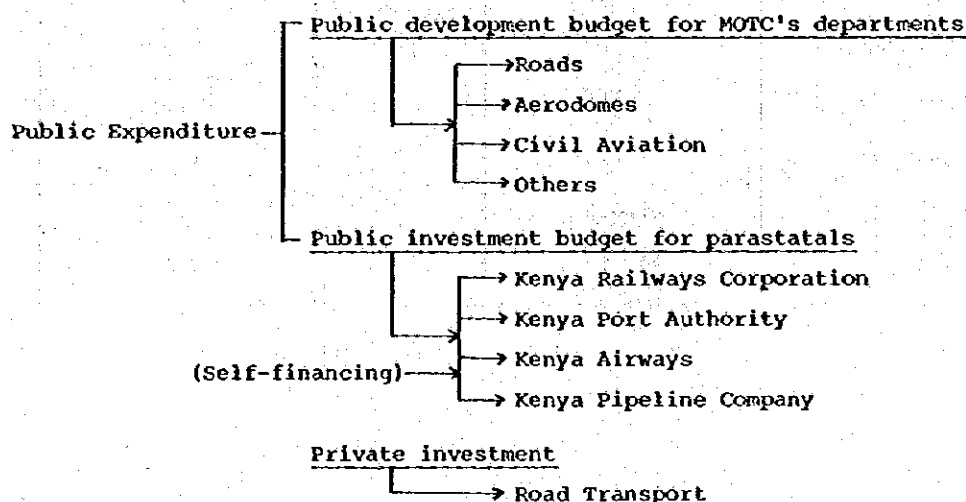 Public development budget for MOTC's departments
Roads
Aerodomes
Public Expenditure
Civil Aviation
Others
Public investment budget for parastatals
Kenya Railways Corporation
Kenya Port Authority
Kenya Airways
(Self-financing)
Kenya Pipeline Company
Private investment
Road Transport